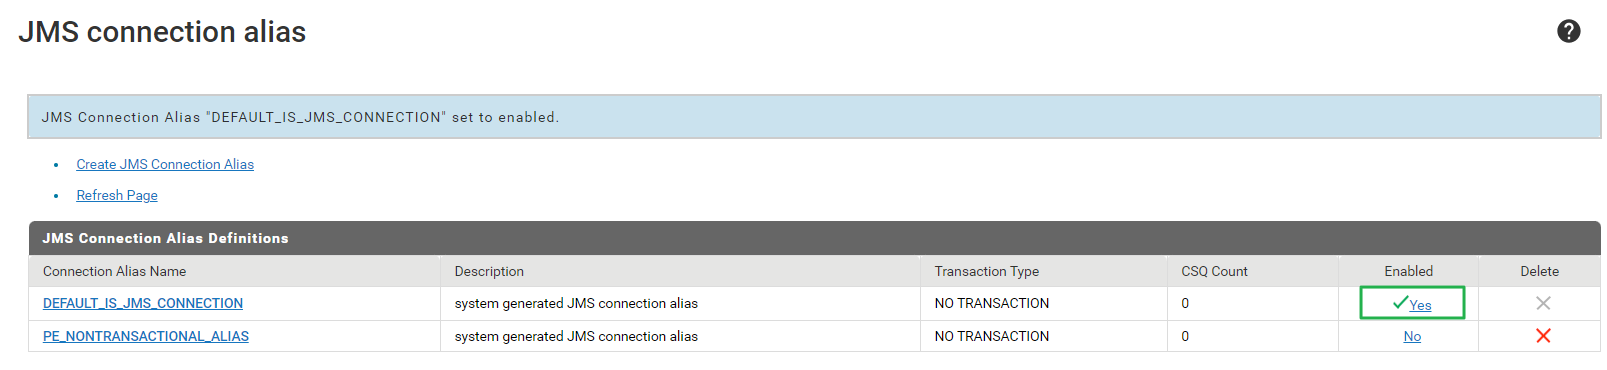 JMS connection alias
?
JMS Connection Alias "DEFAULT_IS_JMS_CONNECTION" set to enabled.
Create JMS Connection Alias
Refresh Page
JMS Connection Alias Definitions
Connection Alias Name Description Transaction Type CSQ Count Enabled Delete
DEFAULT_IS_JMS_CONNECTION system generated JMS connection alias NO TRANSACTION 0 Yes
PE_NONTRANSACTIONAL_ALIAS system generated JMS connection alias NO TRANSACTION 0 No